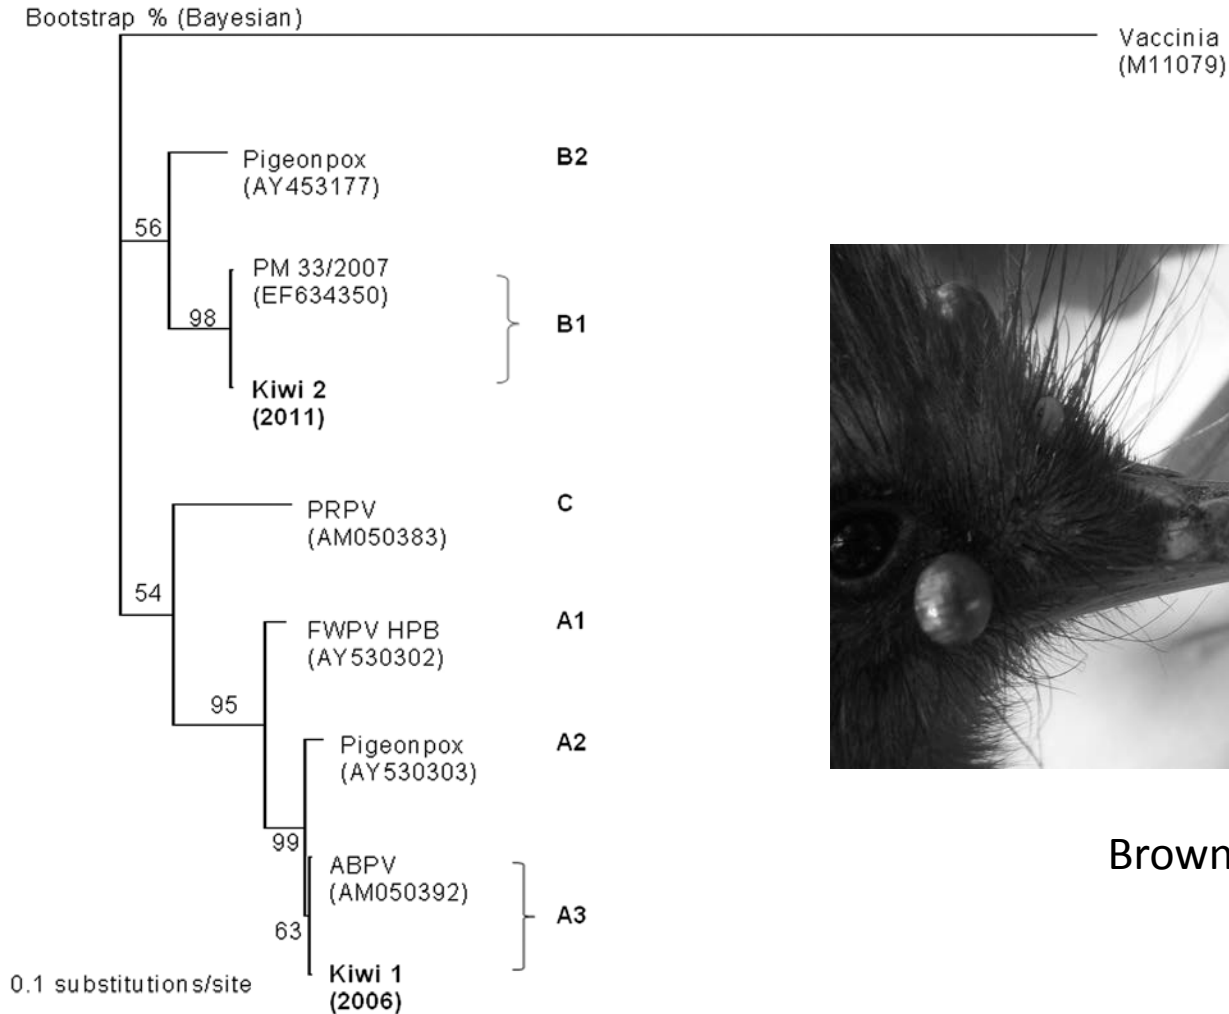 Bootstrap % (Bayesian)
Vaccinia
(M11079)
Pigeonpox
(AY453177)
B2
56
PM 33/2007
(EF634350)
98
B1
Kiwi 2
(2011)
PRPV
(AM050383)
C
54
FWPV HPB
(AY530302)
A1
95
Pigeonpox
(AY530303)
A2
99
ABPV
(AM050392)
A3
63
Kiwi 1
(2006)
0.1 substitutions/site
Brown